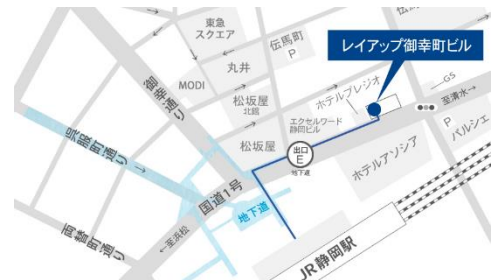 東急
スクエア
伝馬町
P
レイアップ御幸町ビル
御幸通り
MODI
丸井
ホテルプレジオ
GS
至清水→
松坂屋
北館
エクセルワード
静岡ビル
呉服町通り
松坂屋
出口
E
地下道
P
パルシェ
ホテルアソシア
国道1号
両替町通り
地下道
←至浜松
JR静岡駅